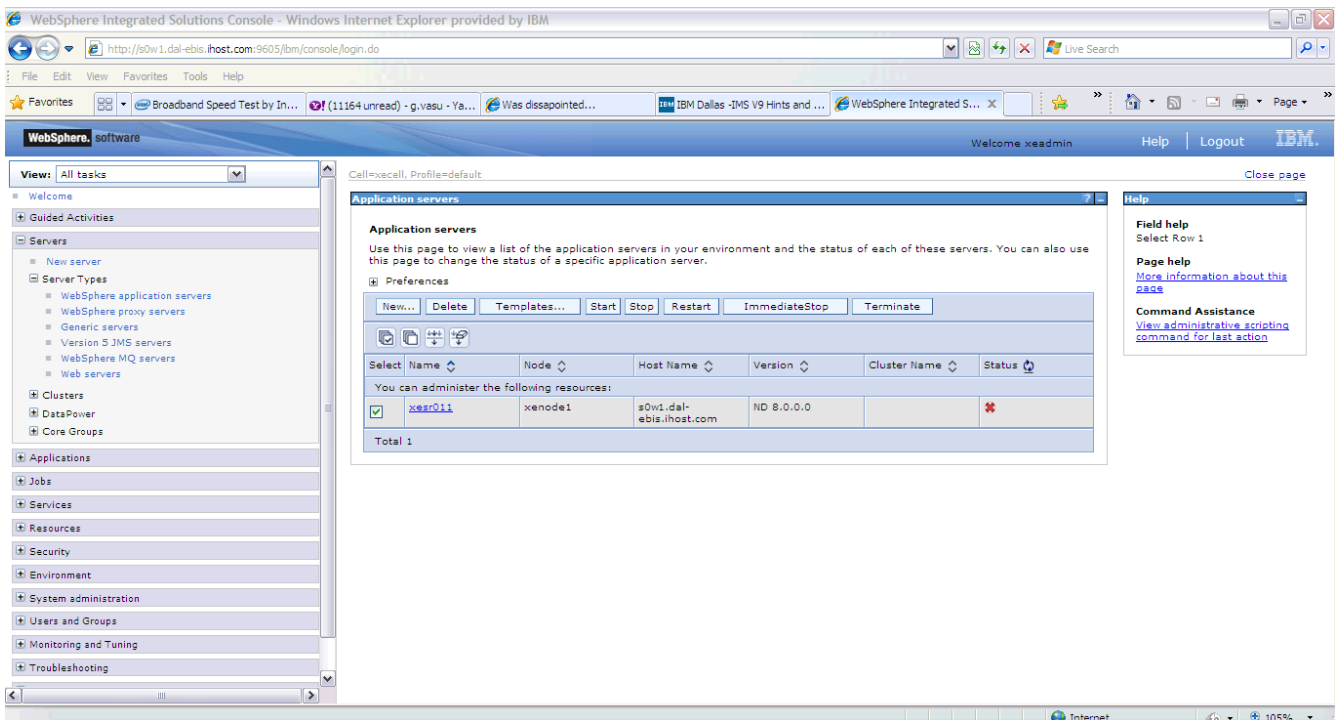 WebSphere Integrated Solutions Console - Windows Internet Explorer provided by IBM
http://s0w1.dal-ebis.ihost.com:9605/ibm/console/login.do
Live Search
File Edit View Favorites Tools Help
Favorites
Broadband Speed Test by In...
(11164 unread) - g.vasu - Ya...
Was dissapointed...
IBM Dallas -IMS V9 Hints and ...
WebSphere Integrated S...
Page
WebSphere. software
Welcome xeadmin
Help
Logout
IBM.
View: All tasks
Welcome
Guided Activities
Servers
New server
Server Types
WebSphere application servers
WebSphere proxy servers
Generic servers
Version 5 JMS servers
WebSphere MQ servers
Web servers
Clusters
DataPower
Core Groups
Applications
Jobs
Services
Resources
Security
Environment
System administration
Users and Groups
Monitoring and Tuning
Troubleshooting
Cell=xecell, Profile=default
Close page
Application servers
Application servers
Use this page to view a list of the application servers in your environment and the status of each of these servers. You can also use
this page to change the status of a specific application server.
Preferences
New... Delete Templates... Start Stop Restart ImmediateStop Terminate
Select Name Node Host Name Version Cluster Name Status
You can administer the following resources:
xesr011 xenode1 s0w1.dal-ebis.ihost.com ND 8.0.0.0
Total 1
Help
Field help
Select Row 1
Page help
More information about this
page
Command Assistance
View administrative scripting
command for last action
Internet
105%